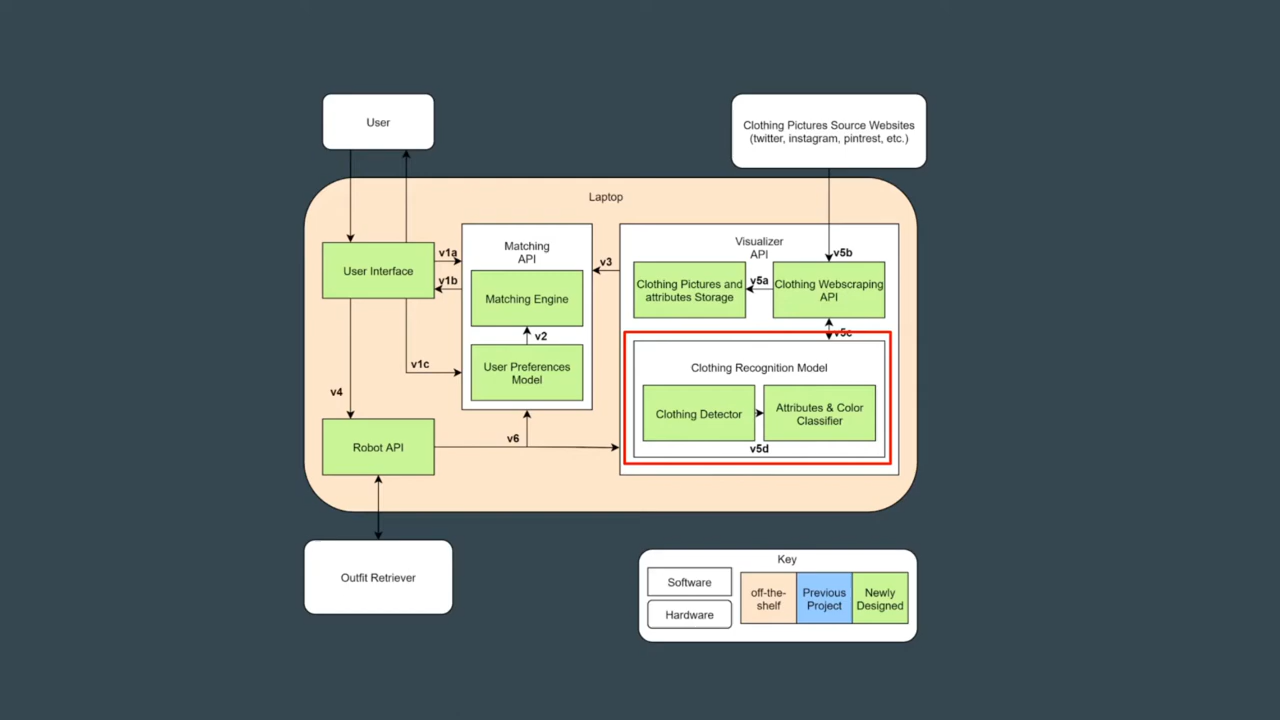 User
Clothing Pictures Source Websites
(twitter, instagram, pintrest, etc.)
Laptop
User Interface
v1a
v1b
v1c
Matching
API
Matching Engine
v2
User Preferences
Model
v3
Visualizer
API
Clothing Pictures and
attributes Storage
v5a
v5b
Clothing Webscraping
API
v5c
Clothing Recognition Model
Clothing Detector
Attributes & Color
Classifier
v5d
v4
Robot API
v6
Outfit Retriever
Key
Software
Hardware
off-the-
shelf
Previous
Project
Newly
Designed